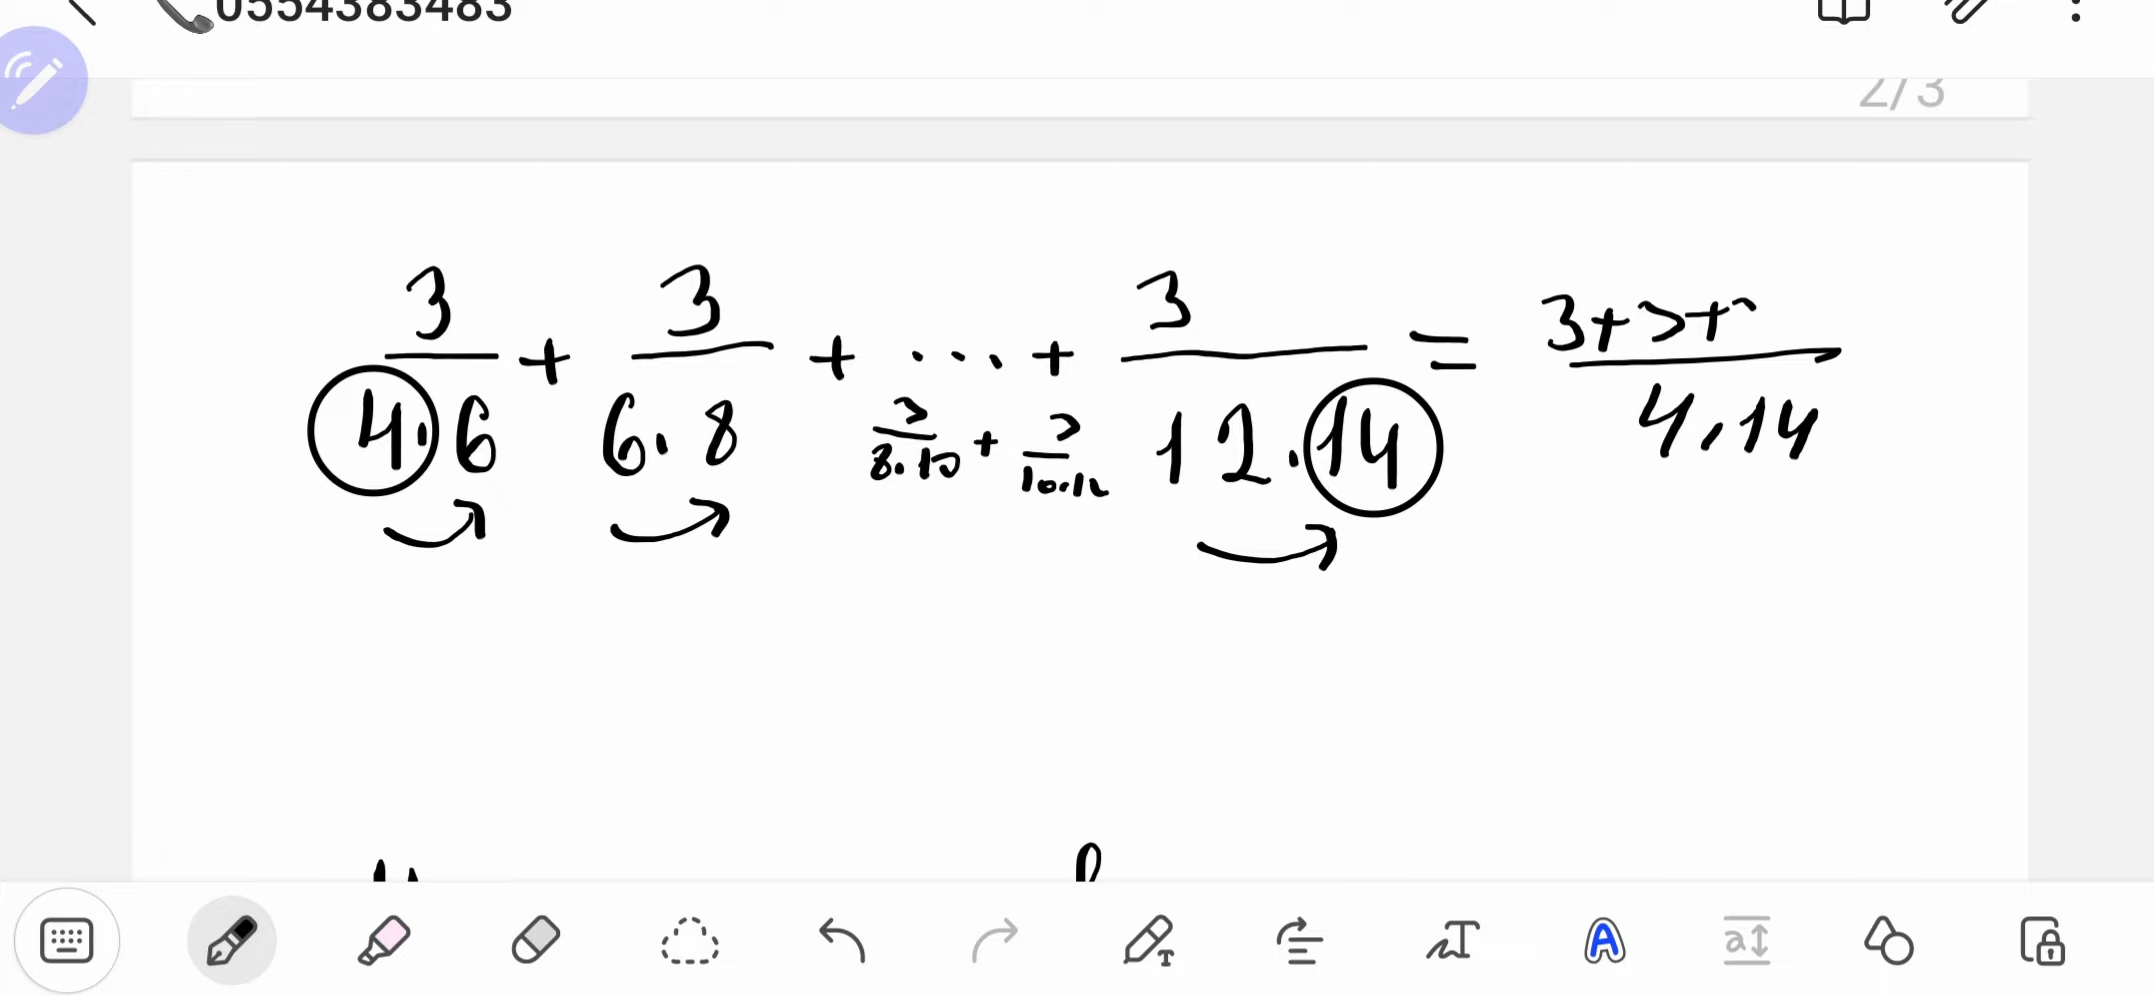 0554383483
2/3
3/4.6 + 3/6.8 + ... + 3/12.14 = 3+3+3/4.14
3/8.10 + 3/10.12